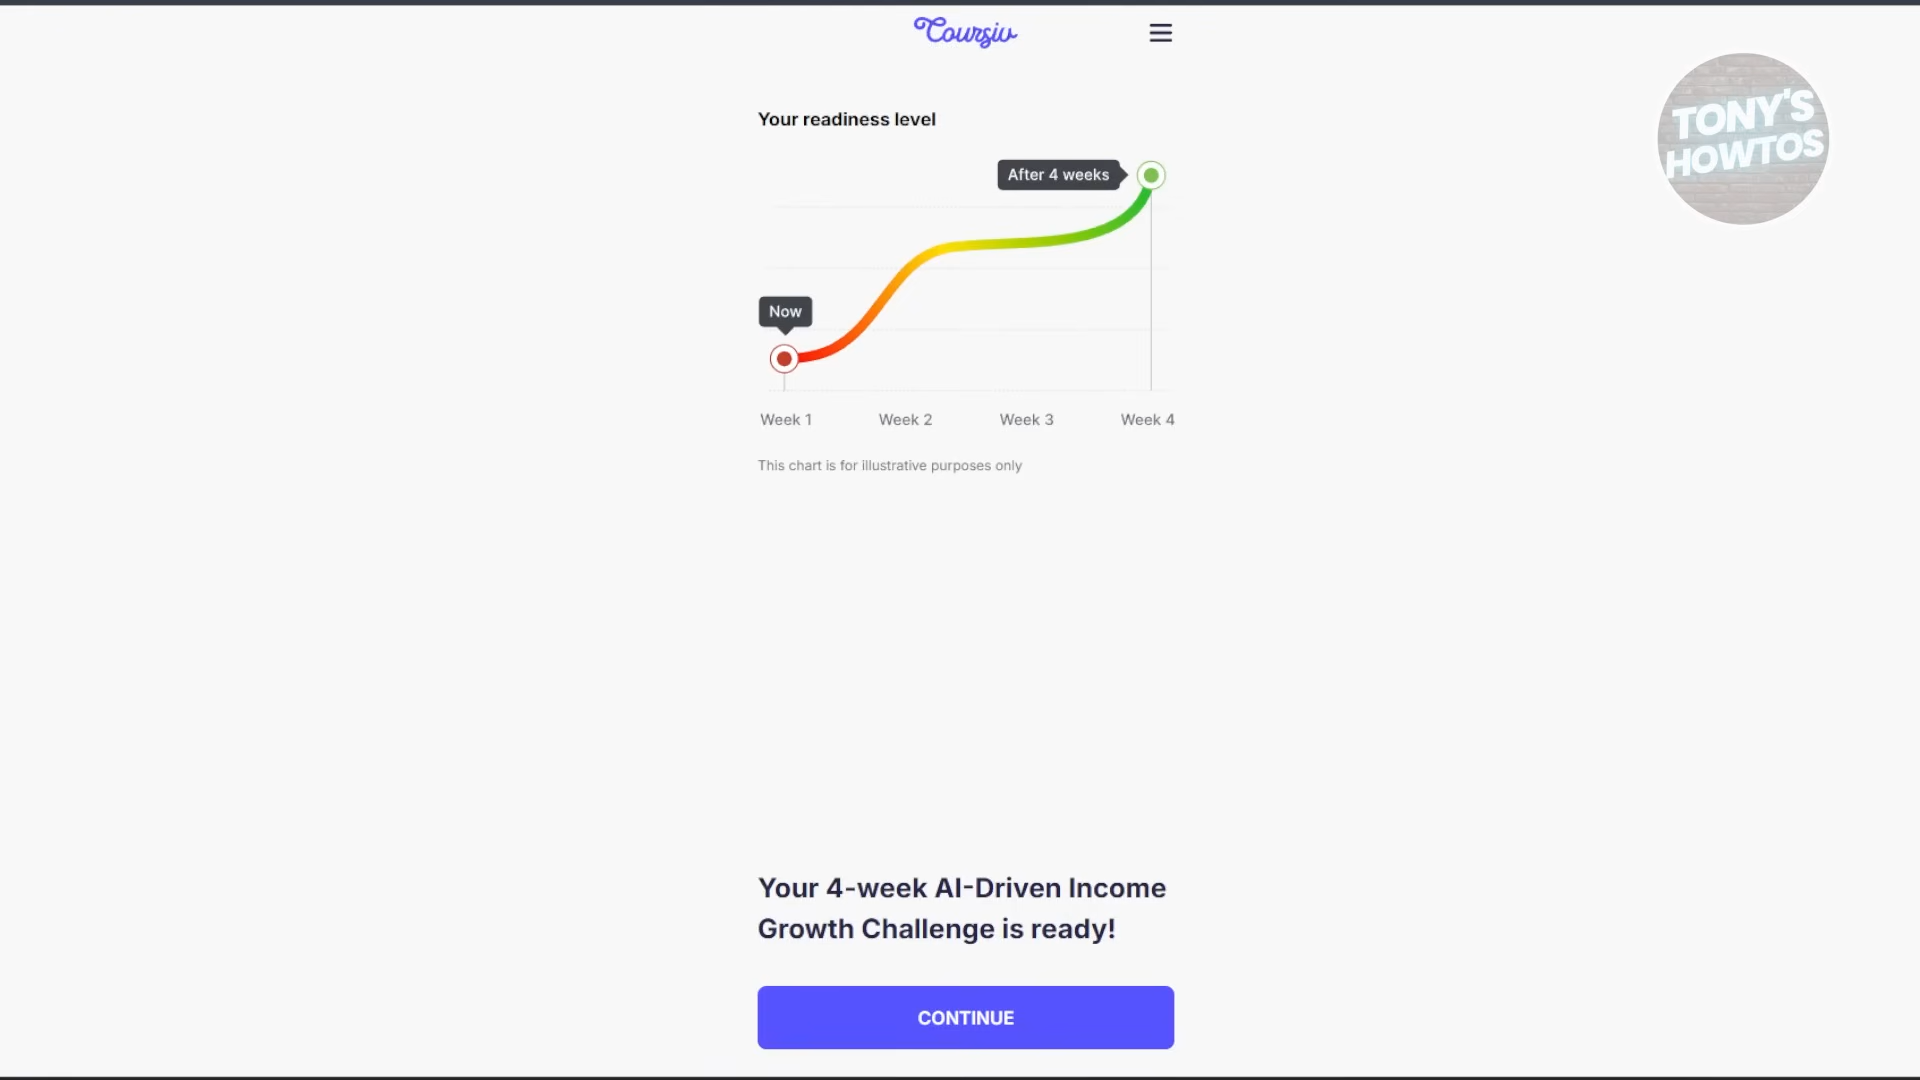 Coursiv
TONY'S
HOWTOS
Your readiness level
After 4 weeks
Now
Week 1 Week 2 Week 3 Week 4
This chart is for illustrative purposes only
Your 4-week AI-Driven Income
Growth Challenge is ready!
CONTINUE